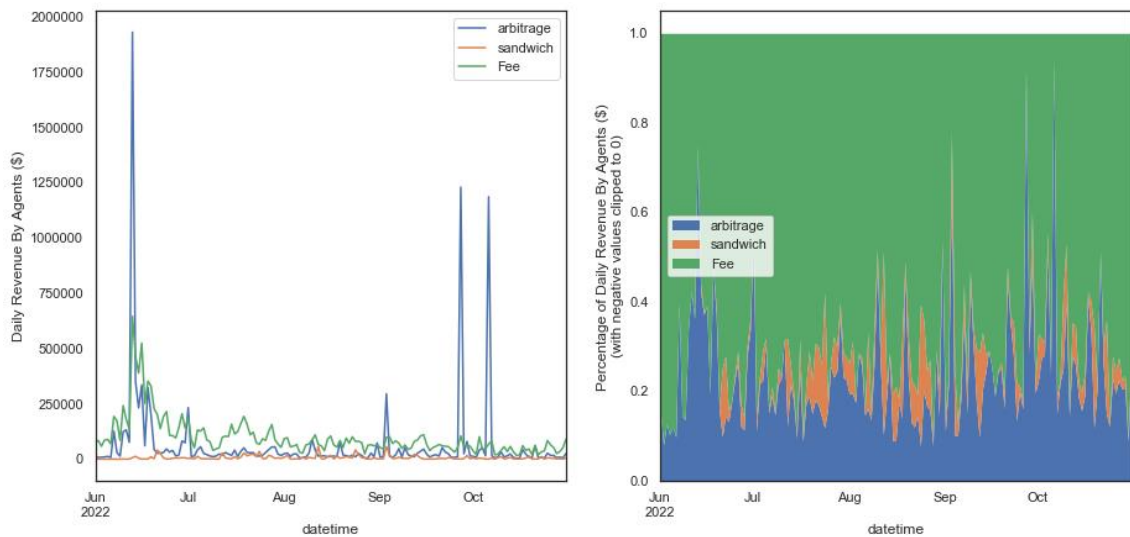 2000000
1750000
1500000
1250000
1000000
750000
500000
250000
0
Daily Revenue By Agents ($)
arbitrage
sandwich
Fee
Jun
2022
Jul
Aug
Sep
Oct
datetime
1.0
0.8
0.6
0.4
0.2
0.0
Percentage of Daily Revenue By Agents ($)
(with negative values clipped to 0)
arbitrage
sandwich
Fee
Jun
2022
Jul
Aug
Sep
Oct
datetime